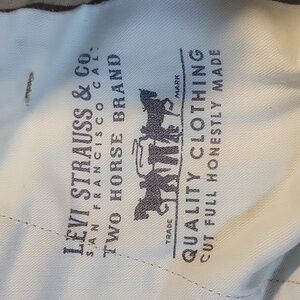 LEVI STRAUSS & CO.
SAN FRANCISCO CAL.
TWO HORSE BRAND
TRADE MARK
QUALITY CLOTHING
CUT FULL HONESTLY MADE